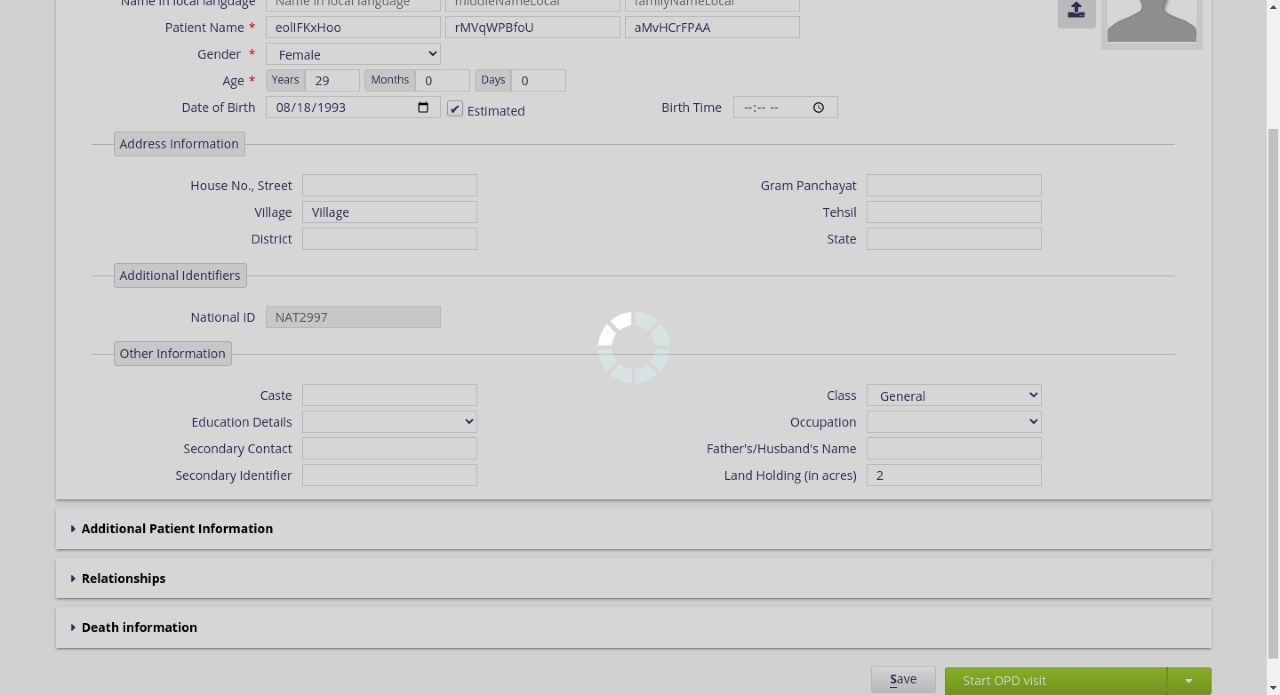 Name in local language Name in local language middleNameLocal familyNameLocal
Patient Name * eolIFKxHoo rMVqWPBfoU aMvHCrFPAA
Gender * Female
Age * Years 29 Months 0 Days 0
Date of Birth 08/18/1993 Estimated Birth Time --:-- --
Address Information
House No., Street Gram Panchayat
Village Village Tehsil
District State
Additional Identifiers
National ID NAT2997
Other Information
Caste Class General
Education Details Occupation
Secondary Contact Father's/Husband's Name
Secondary Identifier Land Holding (in acres) 2
Additional Patient Information
Relationships
Death information
Save Start OPD visit